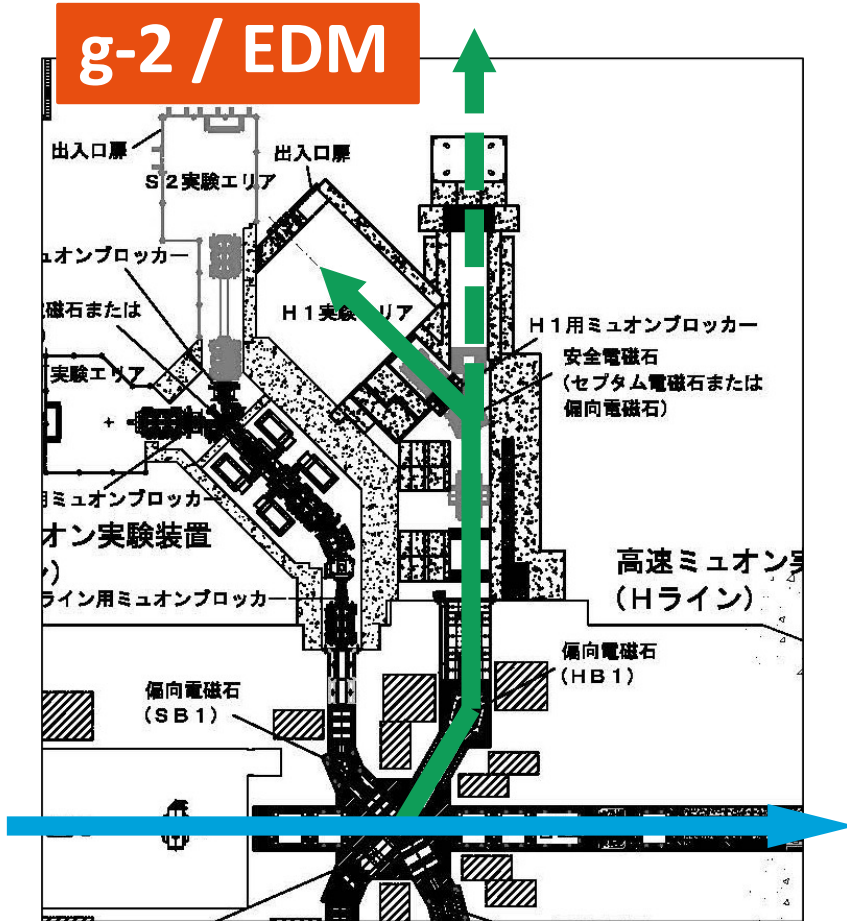 g-2 / EDM
出入口扉
出入口扉
S2実験エリア
ュオンブロッカー
磁石または
H1実験エリア
H1用ミュオンブロッカー
安全電磁石
(セプタム電磁石または
偏向電磁石)
実験エリア
用ミュオンブロッカー
オン実験装置
ン)
ライン用ミュオンブロッカー
高速ミュオン実
(Hライン)
偏向電磁石
(HB1)
偏向電磁石
(SB1)